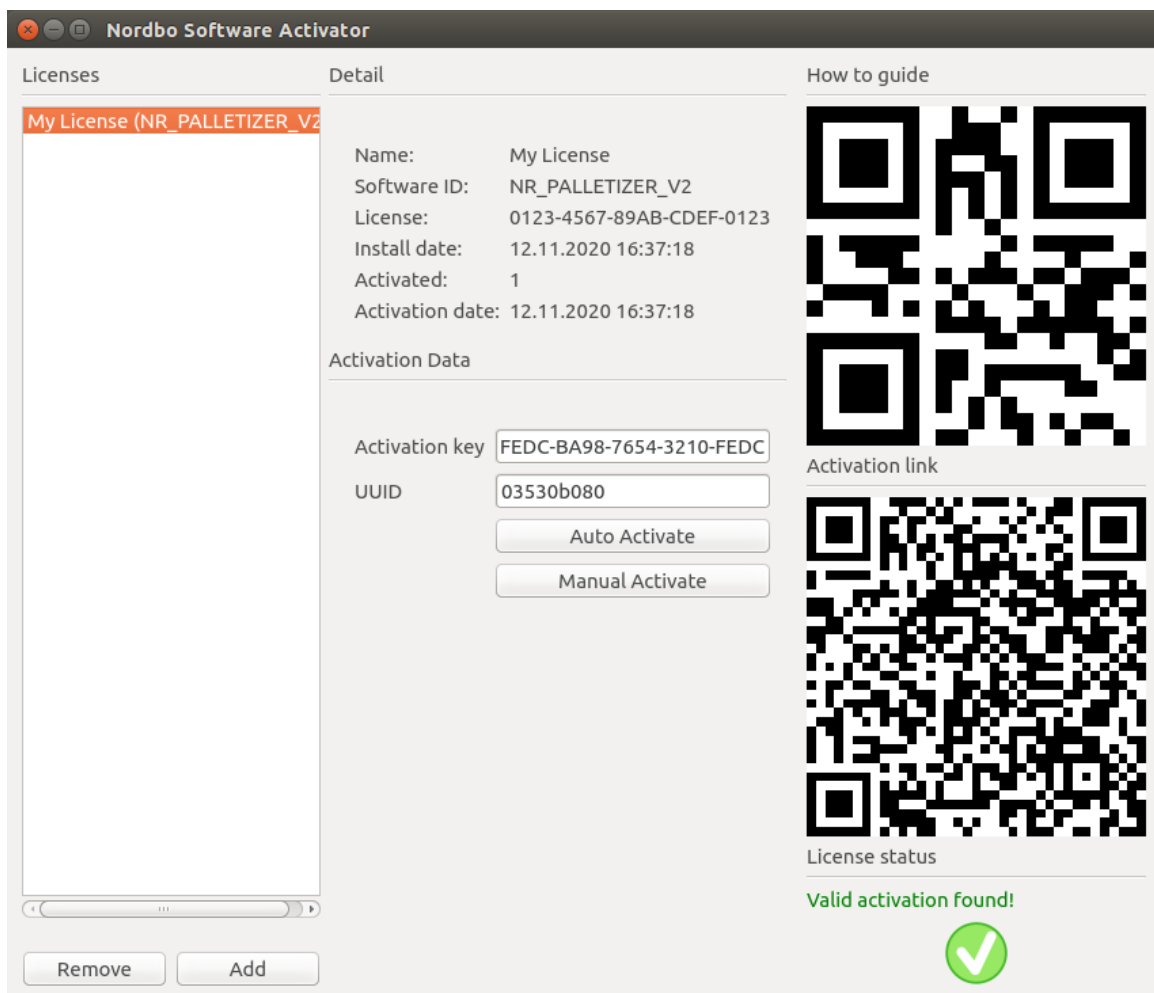 Nordbo Software Activator
Licenses
My License (NR_PALLETIZER_V2
Remove
Add
Detail
Name: My License
Software ID: NR_PALLETIZER_V2
License: 0123-4567-89AB-CDEF-0123
Install date: 12.11.2020 16:37:18
Activated: 1
Activation date: 12.11.2020 16:37:18
Activation Data
Activation key FEDC-BA98-7654-3210-FEDC
UUID 03530b080
Auto Activate
Manual Activate
How to guide
Activation link
License status
Valid activation found!